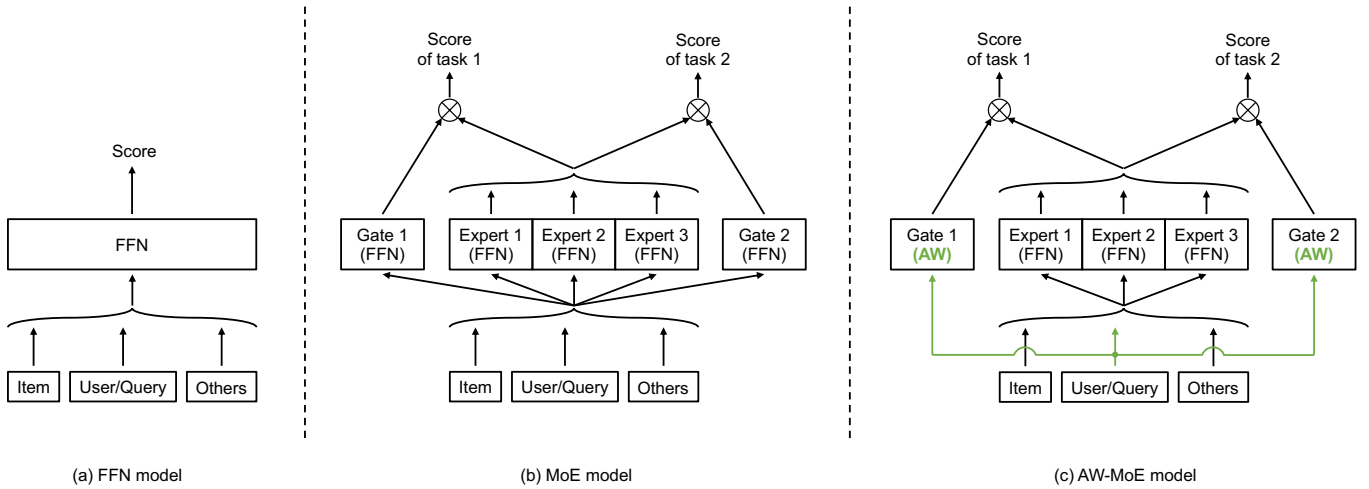 Score
FFN
Item User/Query Others
(a) FFN model
Score
of task 1
Score
of task 2
Gate 1
(FFN)
Expert 1
(FFN)
Expert 2
(FFN)
Expert 3
(FFN)
Gate 2
(FFN)
Item User/Query Others
(b) MoE model
Score
of task 1
Score
of task 2
Gate 1
(AW)
Expert 1
(FFN)
Expert 2
(FFN)
Expert 3
(FFN)
Gate 2
(AW)
Item User/Query Others
(c) AW-MoE model